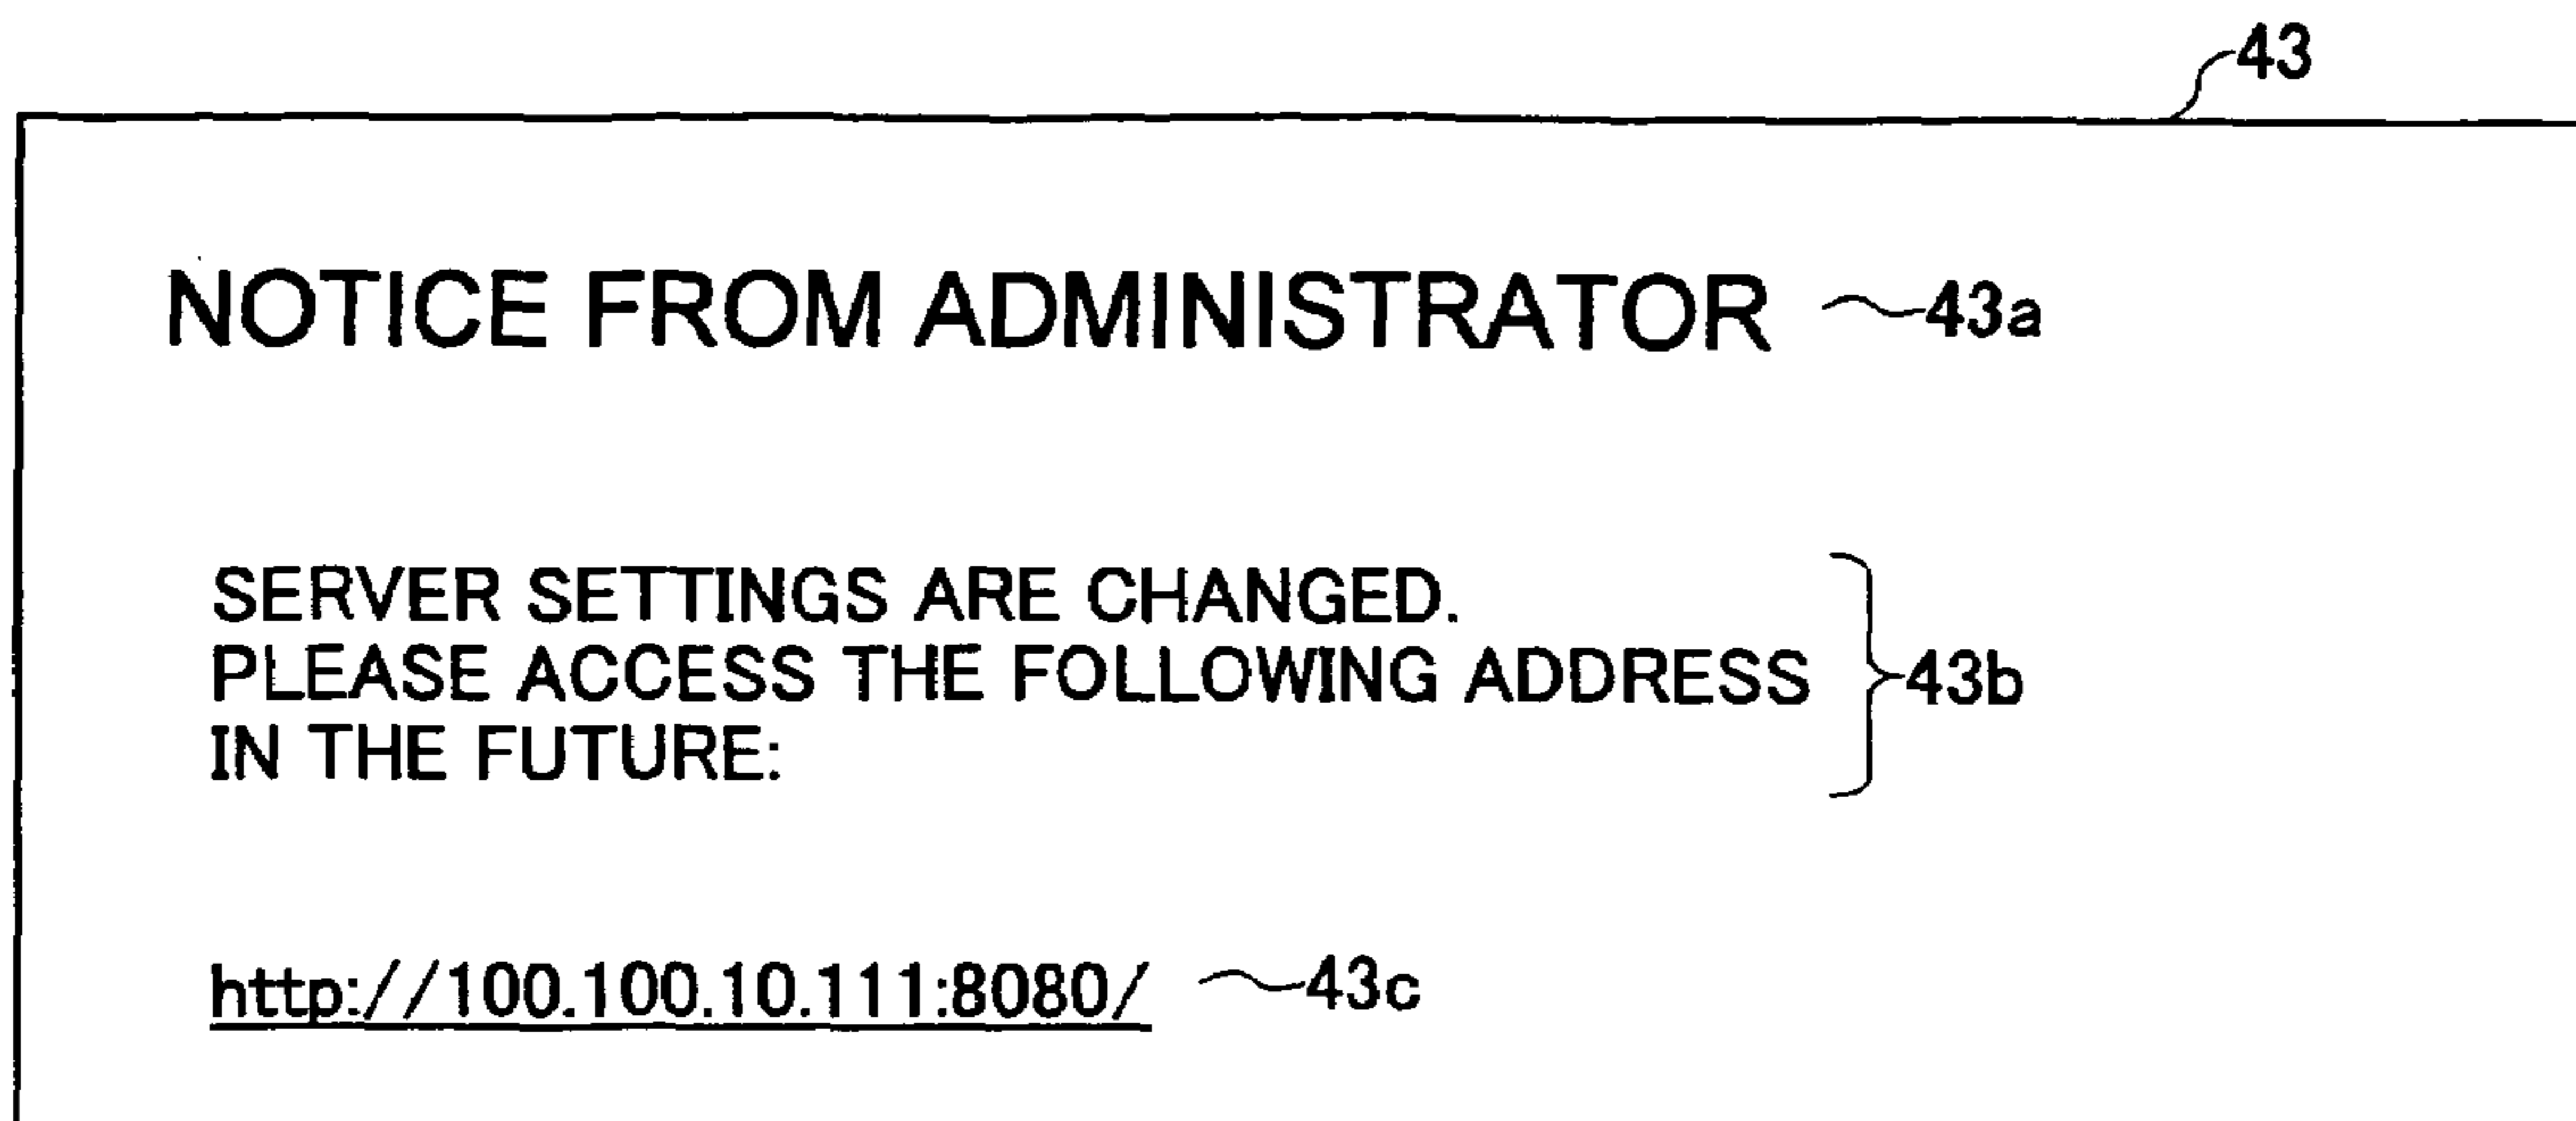 43
NOTICE FROM ADMINISTRATOR 43a
SERVER SETTINGS ARE CHANGED.
PLEASE ACCESS THE FOLLOWING ADDRESS
IN THE FUTURE:
43b
http://100.100.10.111:8080/ 43c